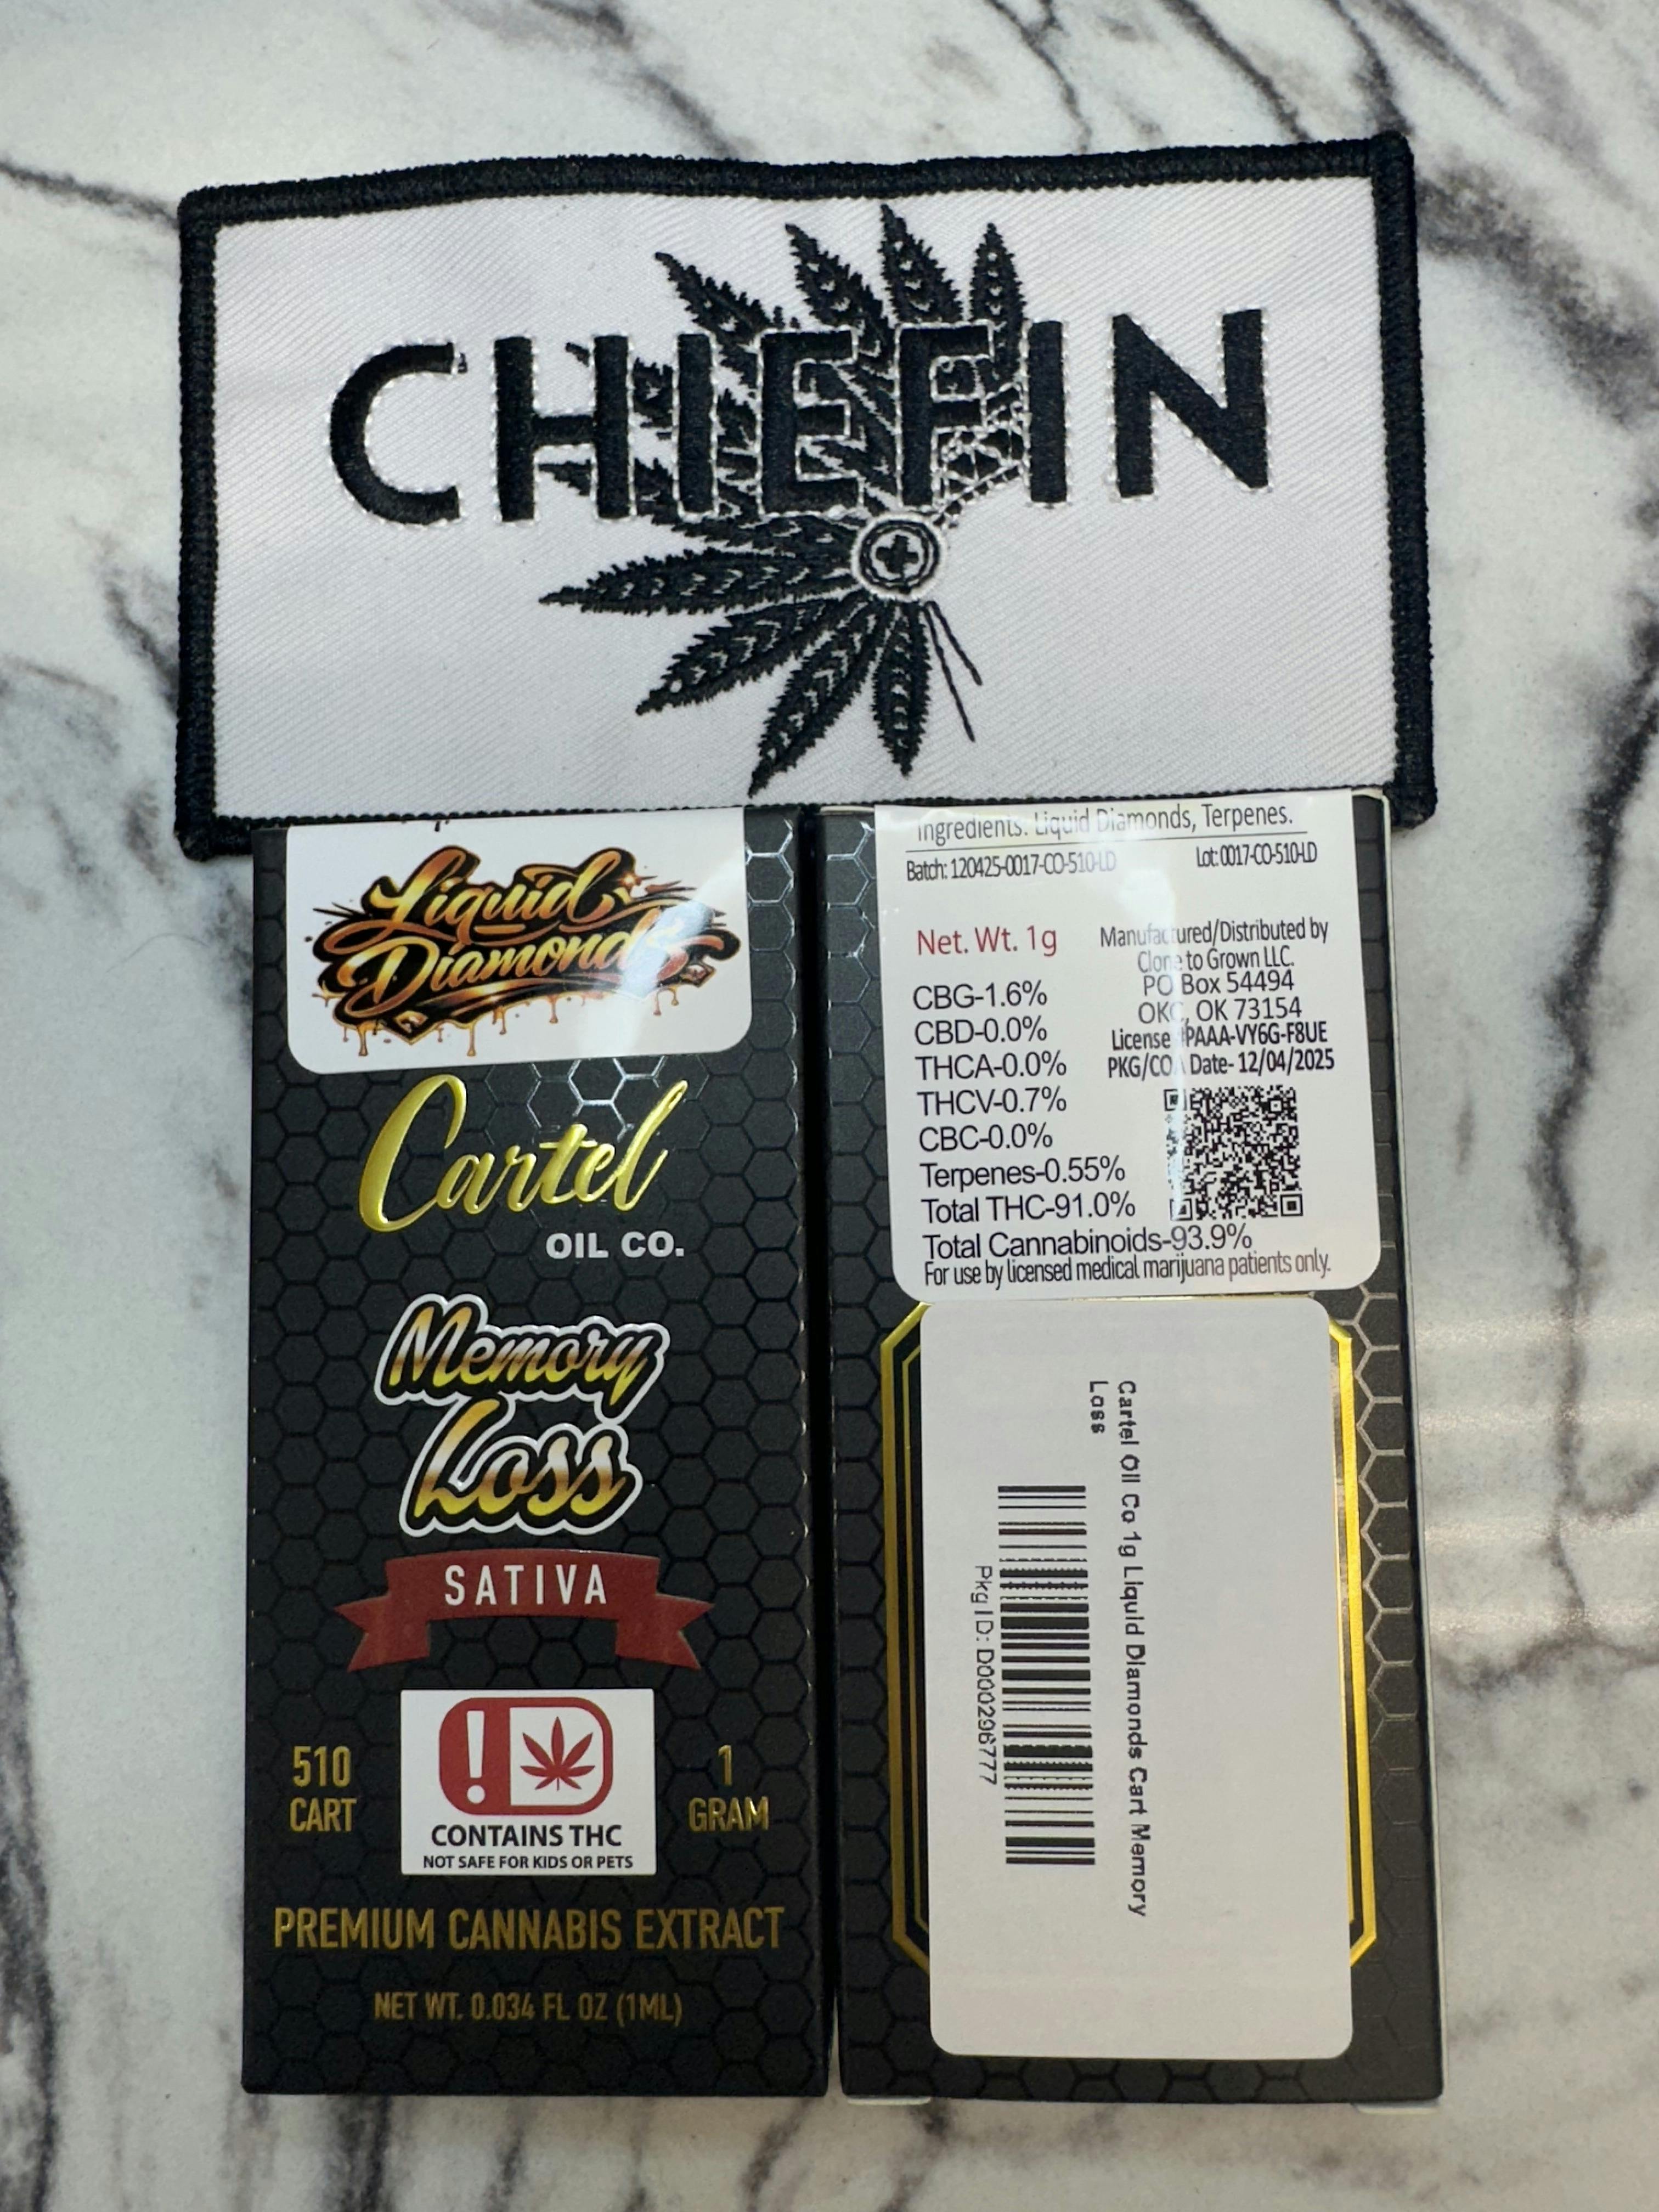 CHIEFIN
Liquid
Diamonds
Cartel
OIL CO.
Memory
Loss
SATIVA
510
CART
CONTAINS THC
NOT SAFE FOR KIDS OR PETS
1
GRAM
PREMIUM CANNABIS EXTRACT
NET WT. 0.034 FL OZ (1ML)
Ingredients: Liquid Diamonds, Terpenes.
Batch: 120425-0017-CO-510-LD
Lot: 0017-CO-510-LD
Net. Wt. 1g
CBG-1.6%
CBD-0.0%
THCA-0.0%
THCV-0.7%
CBC-0.0%
Terpenes-0.55%
Total THC-91.0%
Total Cannabinoids-93.9%
Manufactured/Distributed by
Clone to Grown LLC.
PO Box 54494
OKC, OK 73154
License #PAAA-VY6G-F8UE
PKG/COA Date- 12/04/2025
For use by licensed medical marijuana patients only.
Cartel Oil Co 1g Liquid Diamonds Cart Memory
Loss
Pkg ID: D000296777